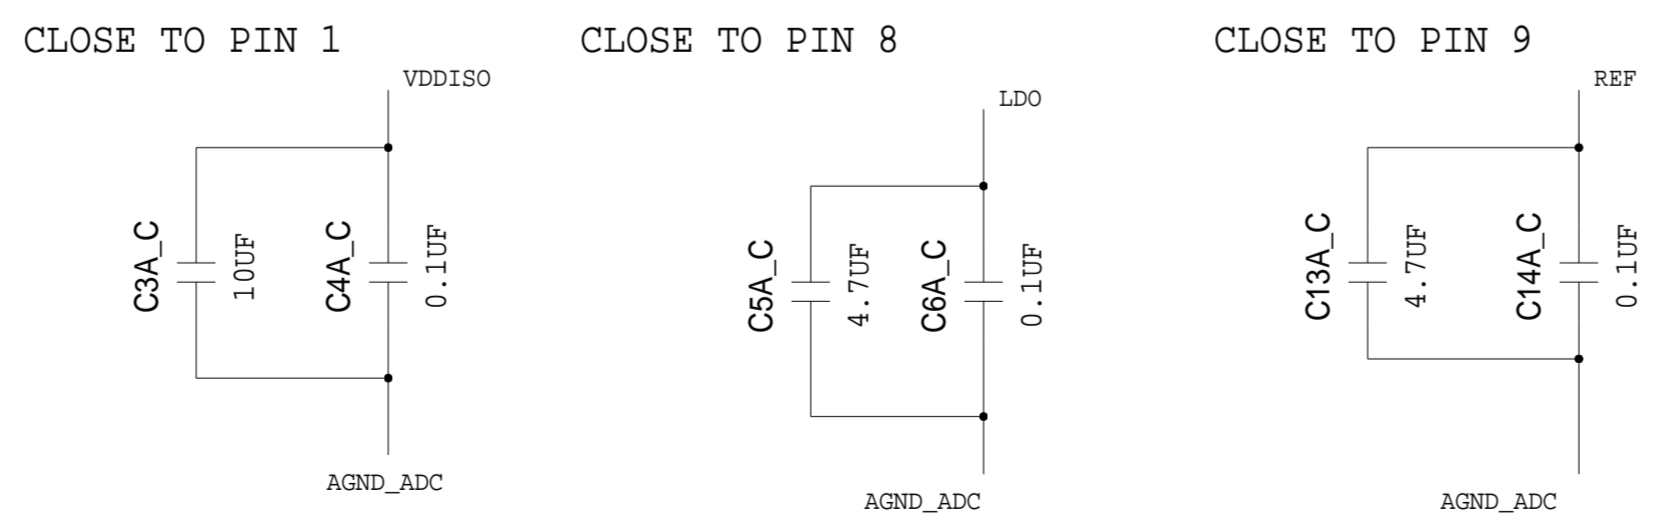 CLOSE TO PIN 1
VDDISO
C3A_C
10UF
C4A_C
0.1UF
AGND_ADC
CLOSE TO PIN 8
LDO
C5A_C
4.7UF
C6A_C
0.1UF
AGND_ADC
CLOSE TO PIN 9
REF
C13A_C
4.7UF
C14A_C
0.1UF
AGND_ADC